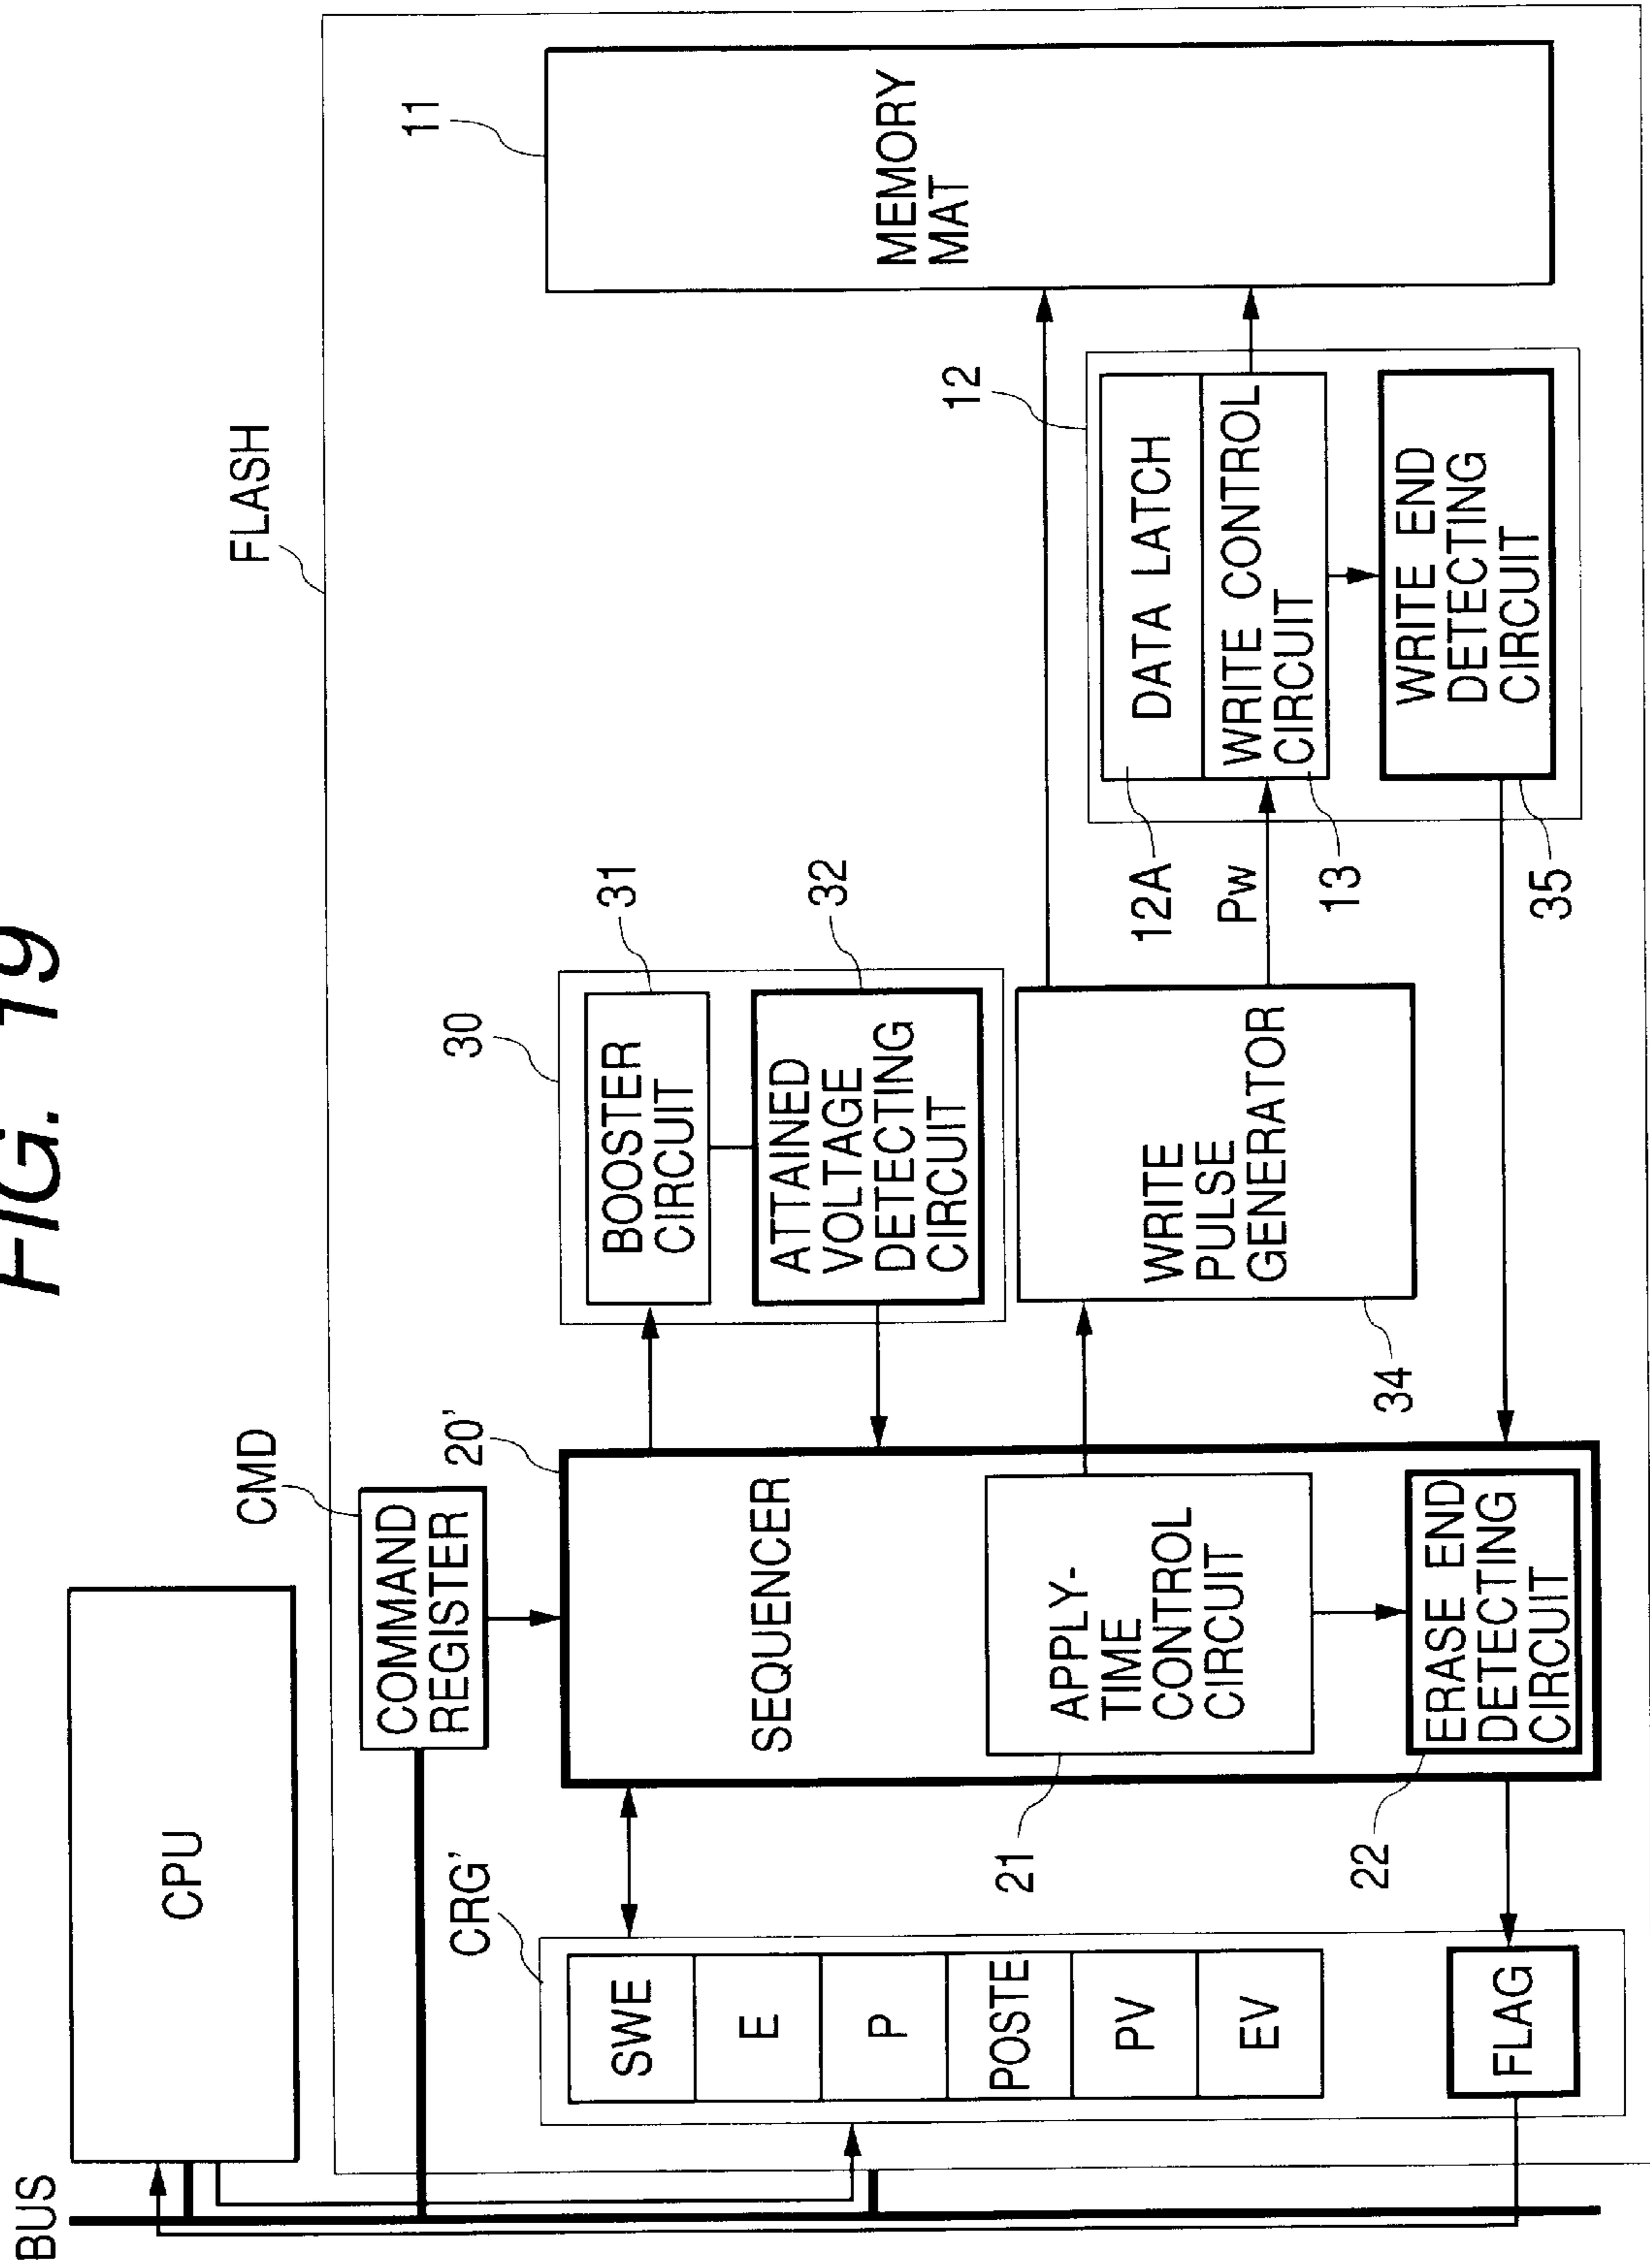 FIG. 19
BUS
CPU
FLASH
CMD
COMMAND
REGISTER
CRG'
SWE
E
P
POSTE
PV
EV
FLAG
20'
SEQUENCER
21
APPLY-
TIME
CONTROL
CIRCUIT
22
ERASE END
DETECTING
CIRCUIT
30
31
BOOSTER
CIRCUIT
32
ATTAINED
VOLTAGE
DETECTING
CIRCUIT
34
WRITE
PULSE
GENERATOR
Pw
12
12A
DATA LATCH
13
WRITE CONTROL
CIRCUIT
35
WRITE END
DETECTING
CIRCUIT
11
MEMORY
MAT